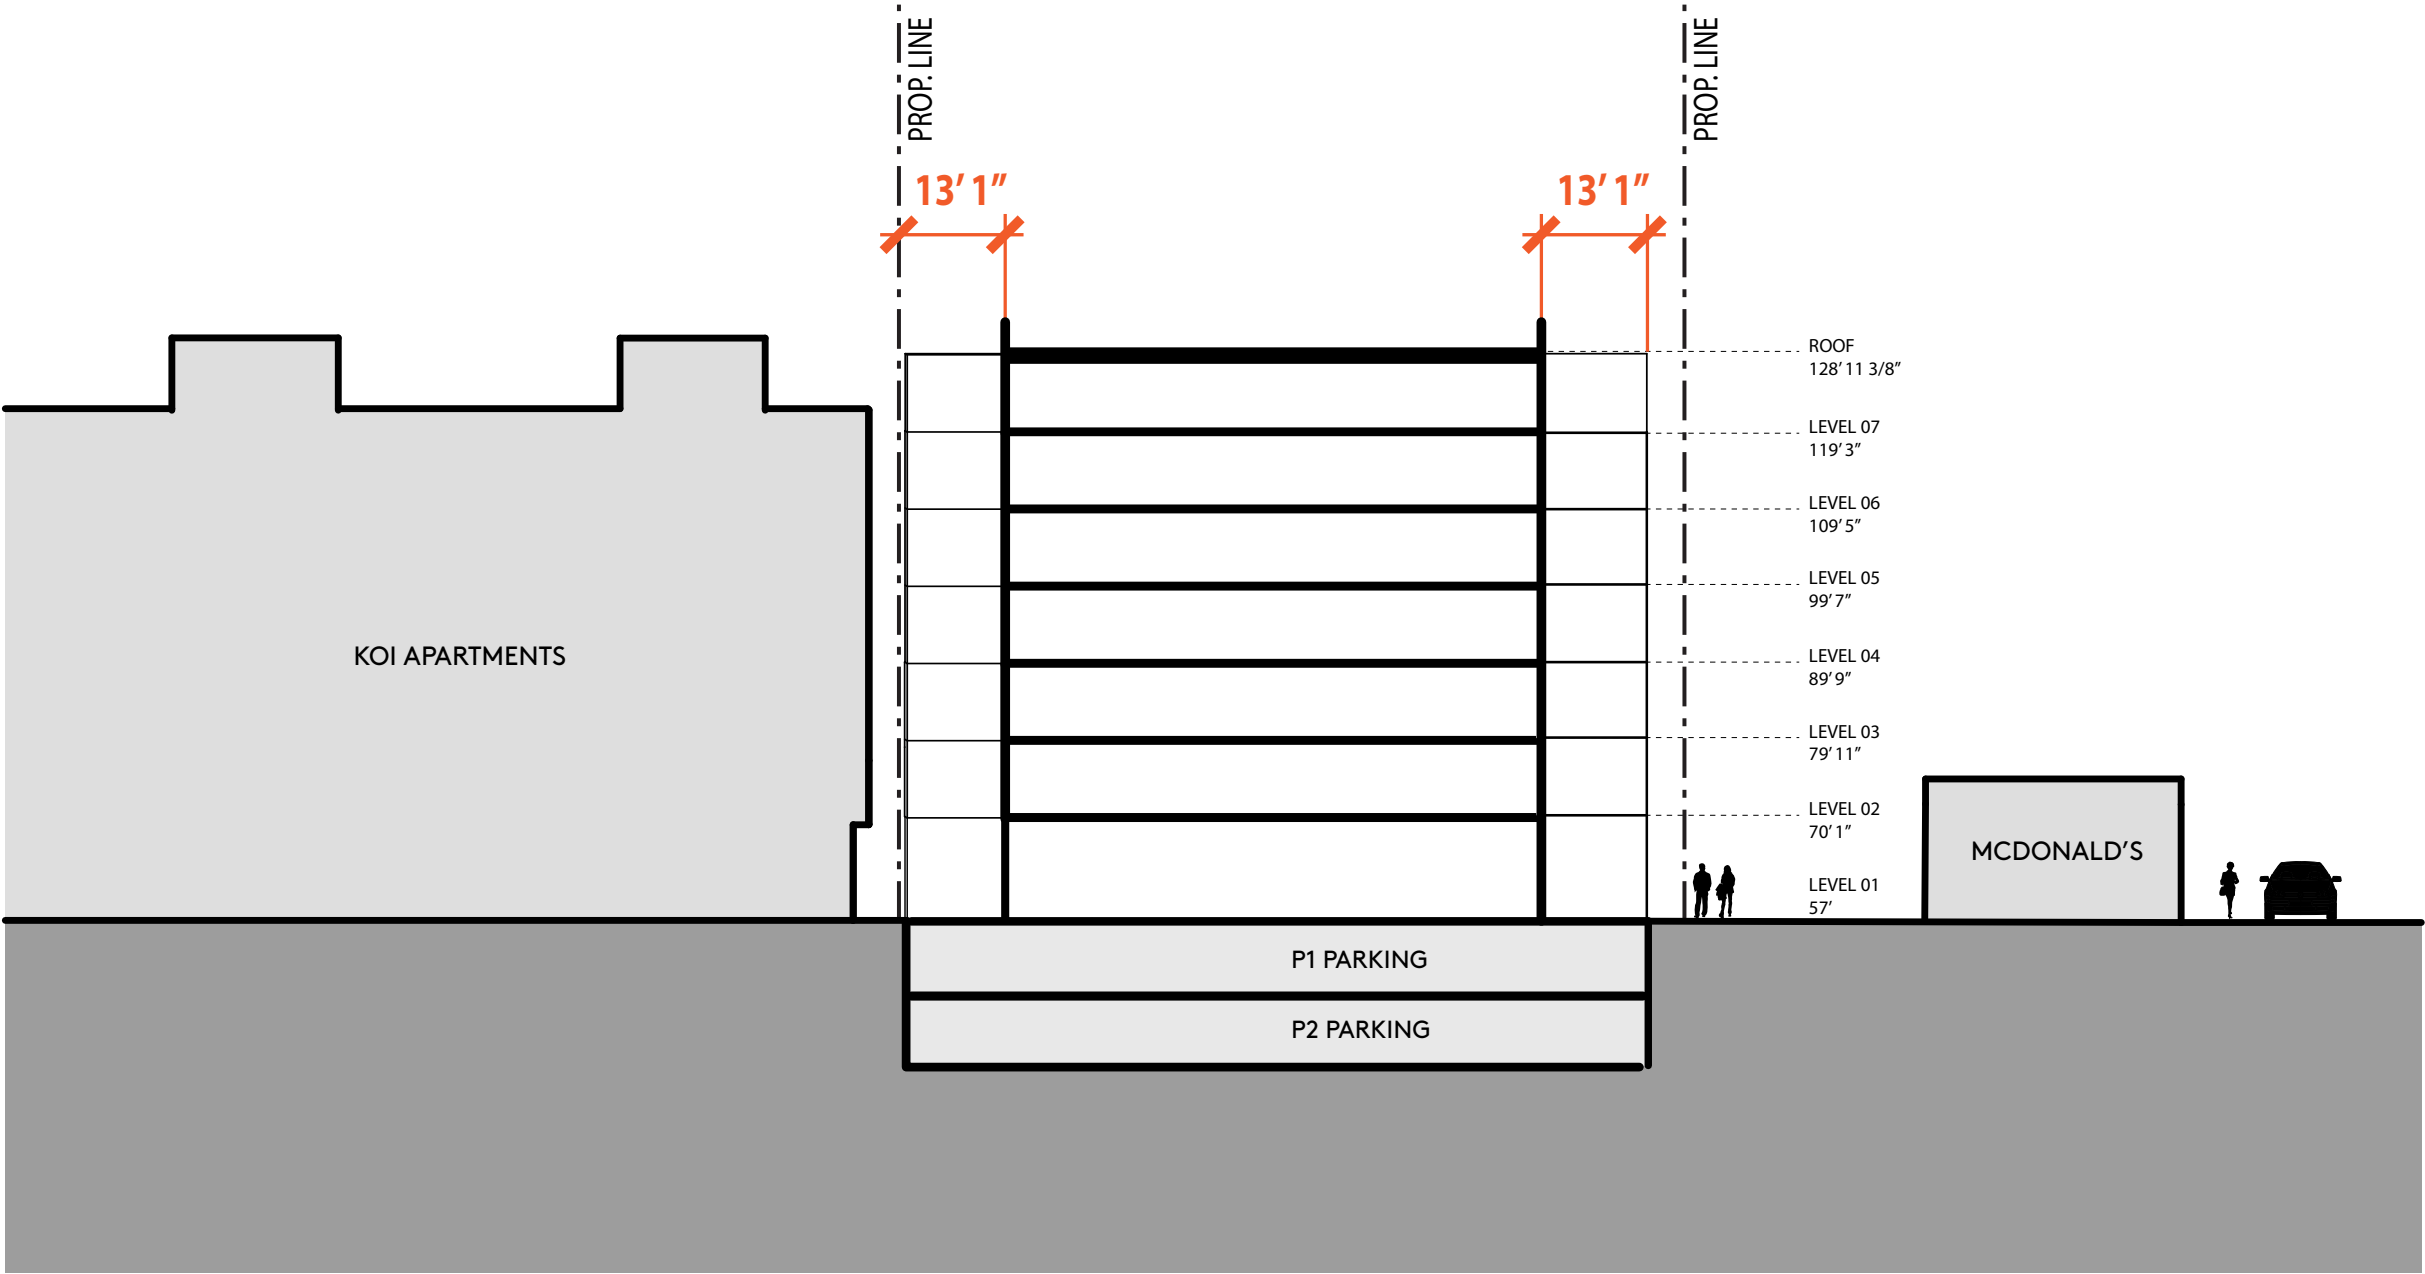 PROP. LINE
PROP. LINE
13' 1"
13' 1"
ROOF
128' 11 3/8"
LEVEL 07
119' 3"
LEVEL 06
109' 5"
LEVEL 05
99' 7"
KOI APARTMENTS
LEVEL 04
89' 9"
LEVEL 03
79' 11"
LEVEL 02
70' 1"
MCDONALD'S
LEVEL 01
57'
P1 PARKING
P2 PARKING